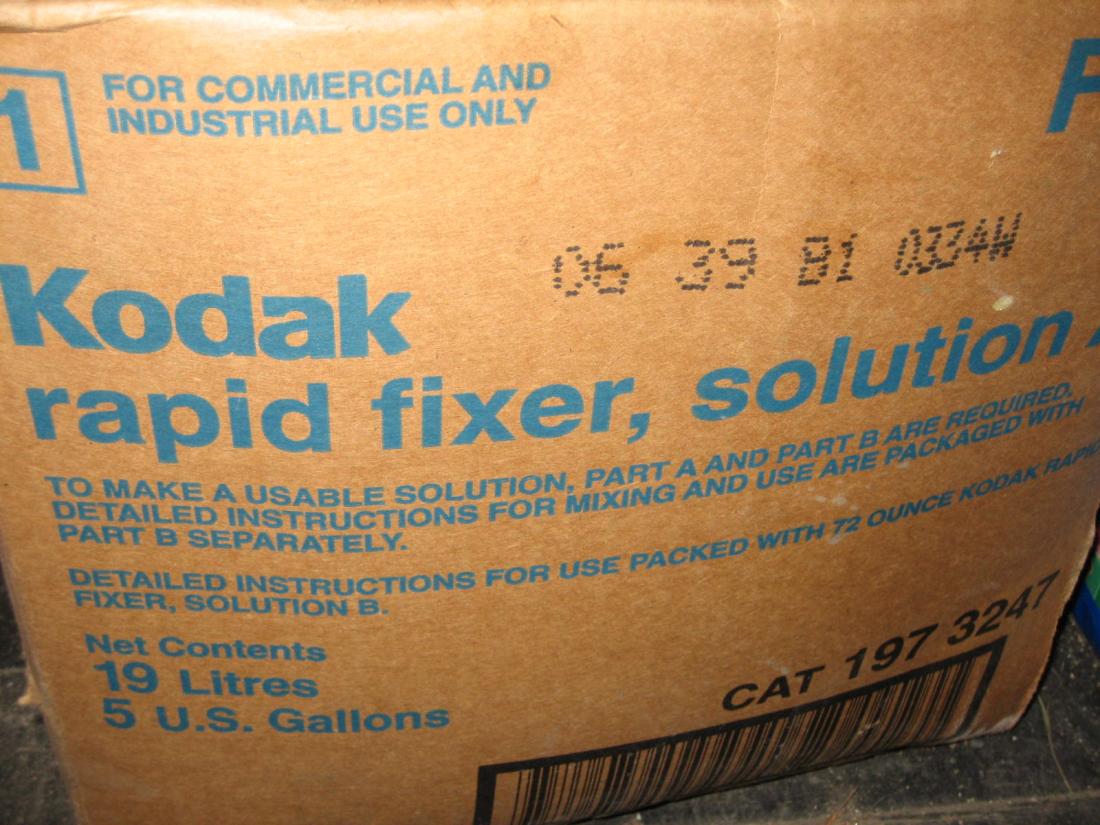 1
FOR COMMERCIAL AND
INDUSTRIAL USE ONLY
06 39 B1 033AW
Kodak
rapid fixer, solution
TO MAKE A USABLE SOLUTION, PART A AND PART B ARE REQUIRED.
DETAILED INSTRUCTIONS FOR MIXING AND USE ARE PACKAGED WITH
PART B SEPARATELY.
DETAILED INSTRUCTIONS FOR USE PACKED WITH 72 OUNCE KODAK RAPID
FIXER, SOLUTION B.
Net Contents
19 Litres
5 U.S. Gallons
CAT 197 3247